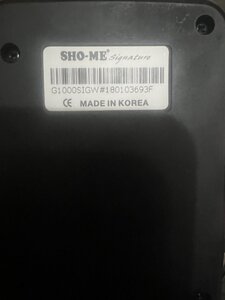 SHO-ME® Signature
G1000SIGW#180103693F
CE MADE IN KOREA